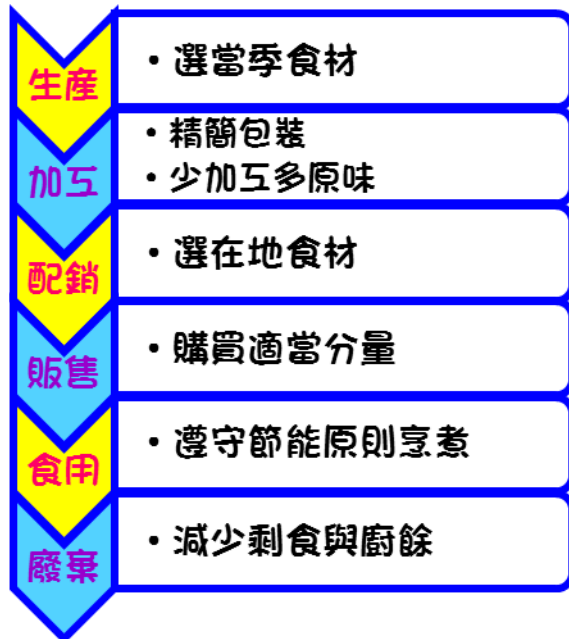 生產
・選當季食材
加工
・精簡包裝
・少加工多原味
配銷
・選在地食材
販售
・購買適當分量
食用
・遵守節能原則烹煮
廢棄
・減少剩食與廚餘